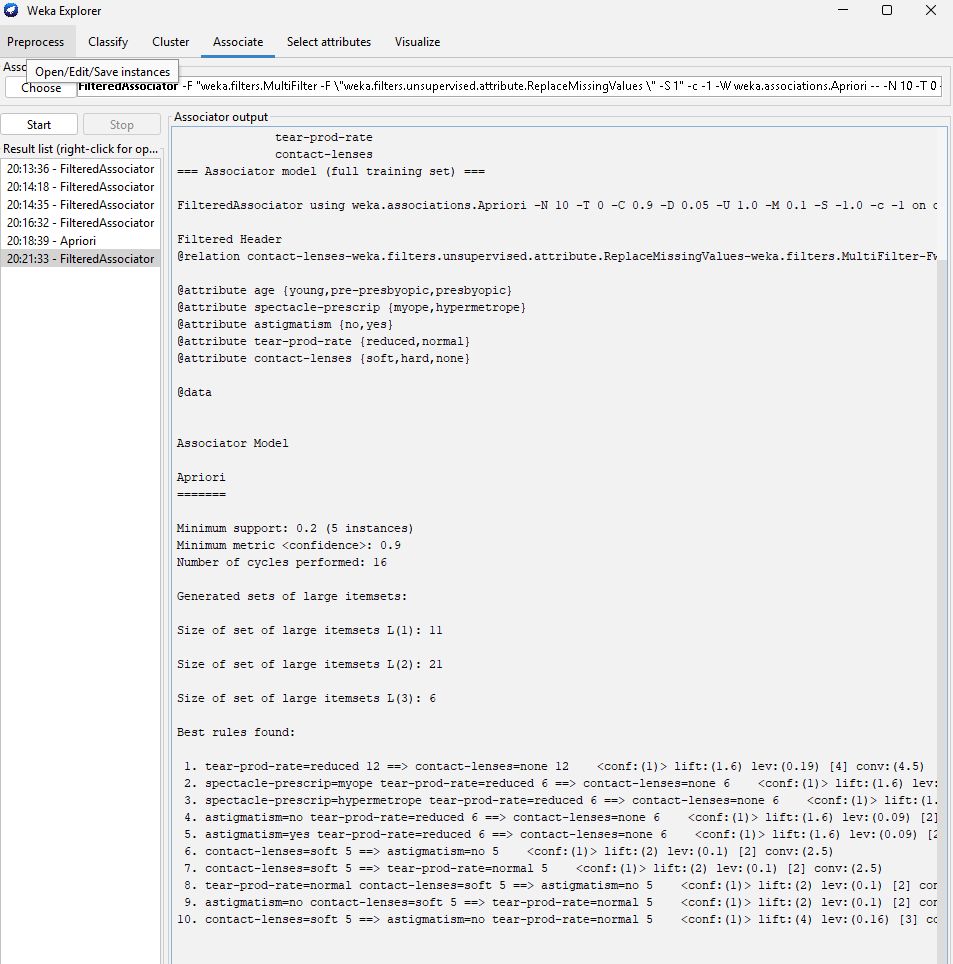 Weka Explorer
Preprocess Classify Cluster Associate Select attributes Visualize
Asso
Open/Edit/Save instances
Choose FilteredAssociator -F "weka.filters.MultiFilter -F \"weka.filters.unsupervised.attribute.ReplaceMissingValues \" -S 1" -c -1 -W weka.associations.Apriori -- -N 10 -T 0 -
Start Stop
Result list (right-click for op...
20:13:36 - FilteredAssociator
20:14:18 - FilteredAssociator
20:14:35 - FilteredAssociator
20:16:32 - FilteredAssociator
20:18:39 - Apriori
20:21:33 - FilteredAssociator
Associator output
tear-prod-rate
contact-lenses
=== Associator model (full training set) ===
FilteredAssociator using weka.associations.Apriori -N 10 -T 0 -C 0.9 -D 0.05 -U 1.0 -M 0.1 -S -1.0 -c -1 on
Filtered Header
@relation contact-lenses-weka.filters.unsupervised.attribute.ReplaceMissingValues-weka.filters.MultiFilter-Fw
@attribute age {young,pre-presbyopic,presbyopic}
@attribute spectacle-prescrip {myope,hypermetrope}
@attribute astigmatism {no,yes}
@attribute tear-prod-rate {reduced,normal}
@attribute contact-lenses {soft,hard,none}
@data
Associator Model
Apriori
=======
Minimum support: 0.2 (5 instances)
Minimum metric <confidence>: 0.9
Number of cycles performed: 16
Generated sets of large itemsets:
Size of set of large itemsets L(1): 11
Size of set of large itemsets L(2): 21
Size of set of large itemsets L(3): 6
Best rules found:
1. tear-prod-rate=reduced 12 ==> contact-lenses=none 12 <conf:(1)> lift:(1.6) lev:(0.19) [4] conv:(4.5)
2. spectacle-prescrip=myope tear-prod-rate=reduced 6 ==> contact-lenses=none 6 <conf:(1)> lift:(1.6) lev:
3. spectacle-prescrip=hypermetrope tear-prod-rate=reduced 6 ==> contact-lenses=none 6 <conf:(1)> lift:(1.
4. astigmatism=no tear-prod-rate=reduced 6 ==> contact-lenses=none 6 <conf:(1)> lift:(1.6) lev:(0.09) [2]
5. astigmatism=yes tear-prod-rate=reduced 6 ==> contact-lenses=none 6 <conf:(1)> lift:(1.6) lev:(0.09) [2
6. contact-lenses=soft 5 ==> astigmatism=no 5 <conf:(1)> lift:(2) lev:(0.1) [2] conv:(2.5)
7. contact-lenses=soft 5 ==> tear-prod-rate=normal 5 <conf:(1)> lift:(2) lev:(0.1) [2] conv:(2.5)
8. tear-prod-rate=normal contact-lenses=soft 5 ==> astigmatism=no 5 <conf:(1)> lift:(2) lev:(0.1) [2] con
9. astigmatism=no contact-lenses=soft 5 ==> tear-prod-rate=normal 5 <conf:(1)> lift:(2) lev:(0.1) [2] con
10. contact-lenses=soft 5 ==> astigmatism=no tear-prod-rate=normal 5 <conf:(1)> lift:(4) lev:(0.16) [3] co